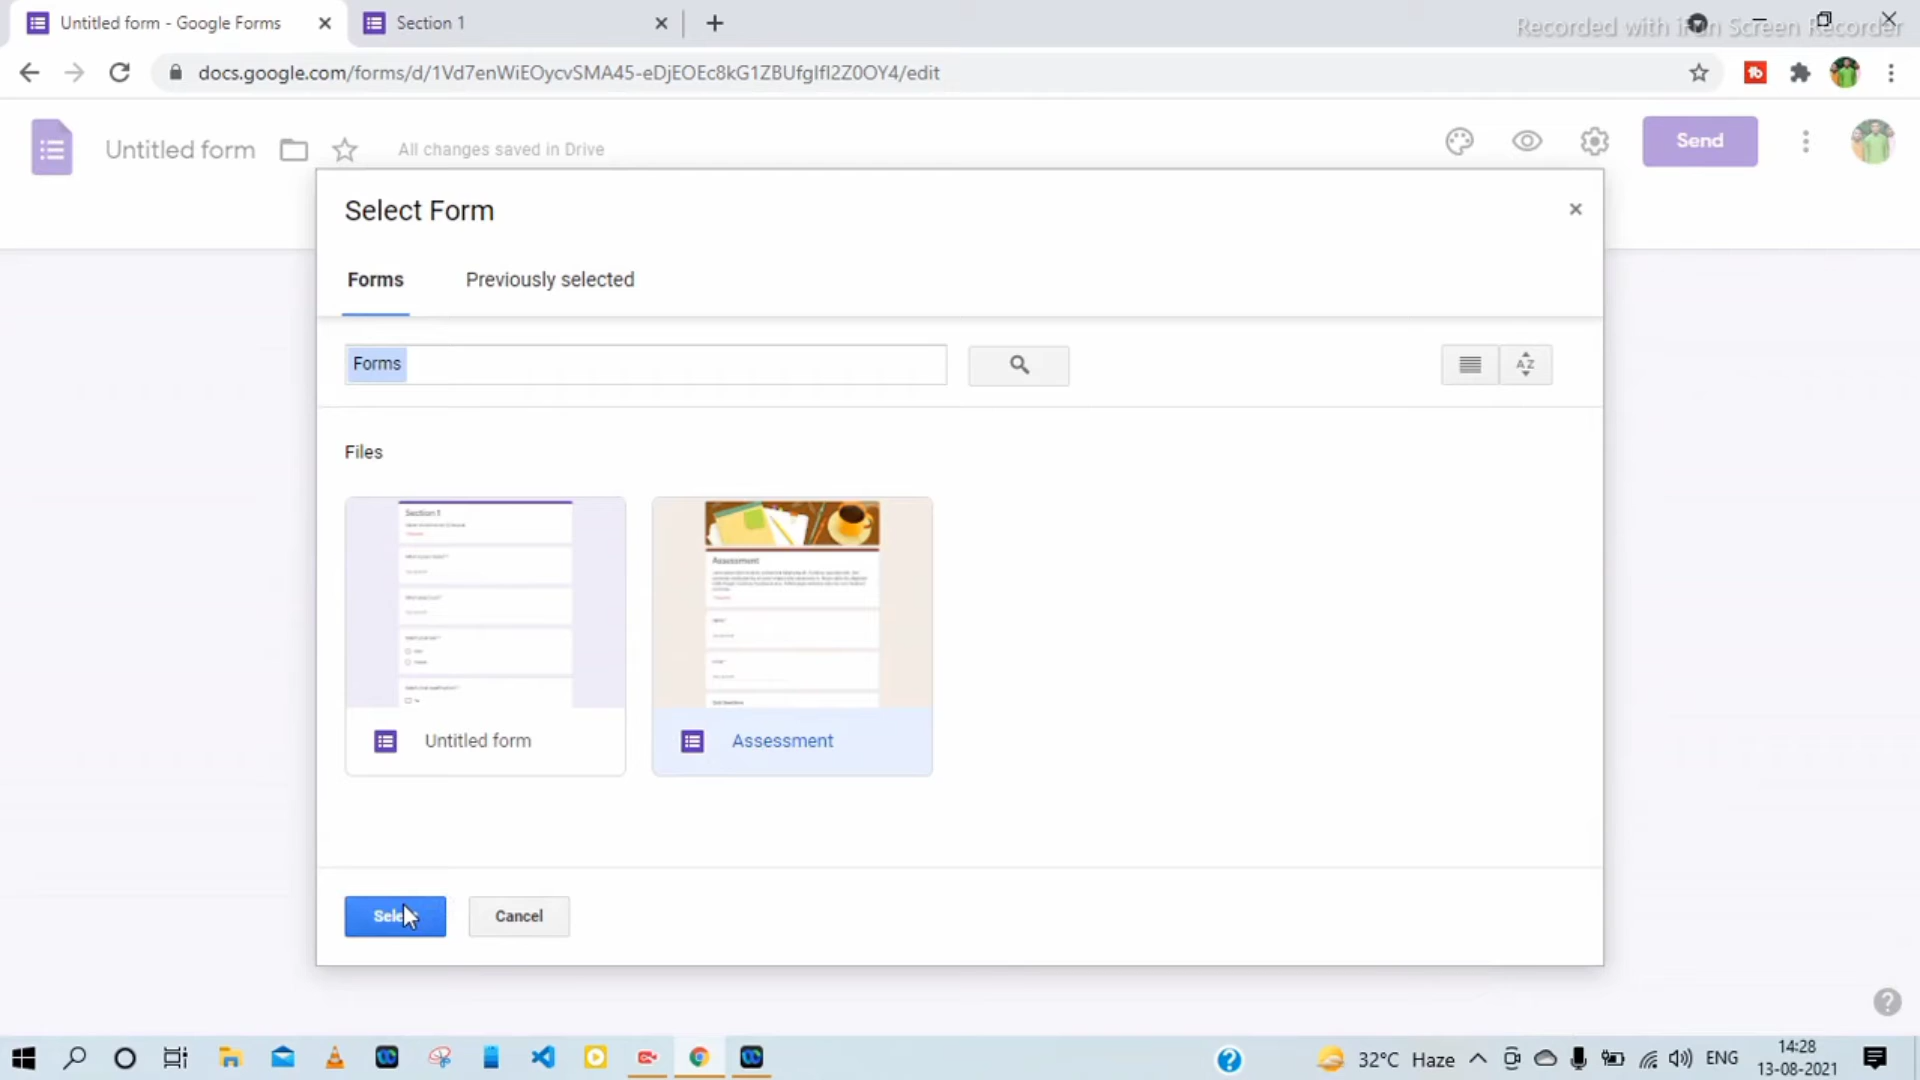 Untitled form - Google Forms
Section 1
Recorded with iFun Screen Recorder
docs.google.com/forms/d/1Vd7enWiEOycvSMA45-eDjEOEc8kG1ZBUfgIfI2Z0OY4/edit
Untitled form
All changes saved in Drive
Send
Select Form
Forms
Previously selected
Forms
AZ
Files
Section 1
Assessment
Untitled form
Assessment
Select
Cancel
32°C Haze
ENG
14:28
13-08-2021